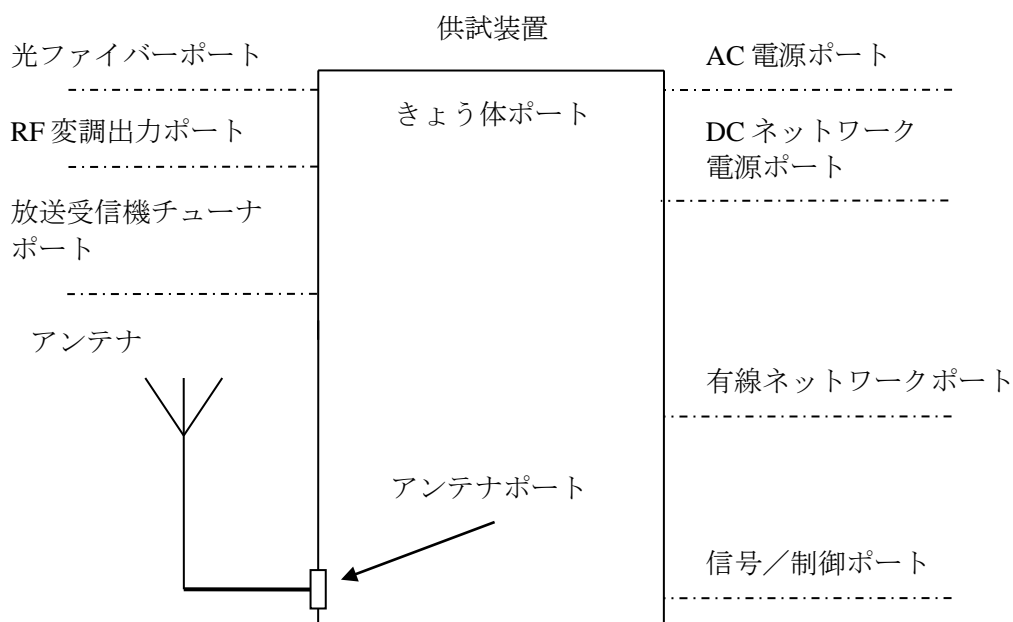 供試装置
光ファイバーポート
AC 電源ポート
きょう体ポート
RF 変調出力ポート
DC ネットワーク
電源ポート
放送受信機チューナ
ポート
アンテナ
有線ネットワークポート
アンテナポート
信号／制御ポート